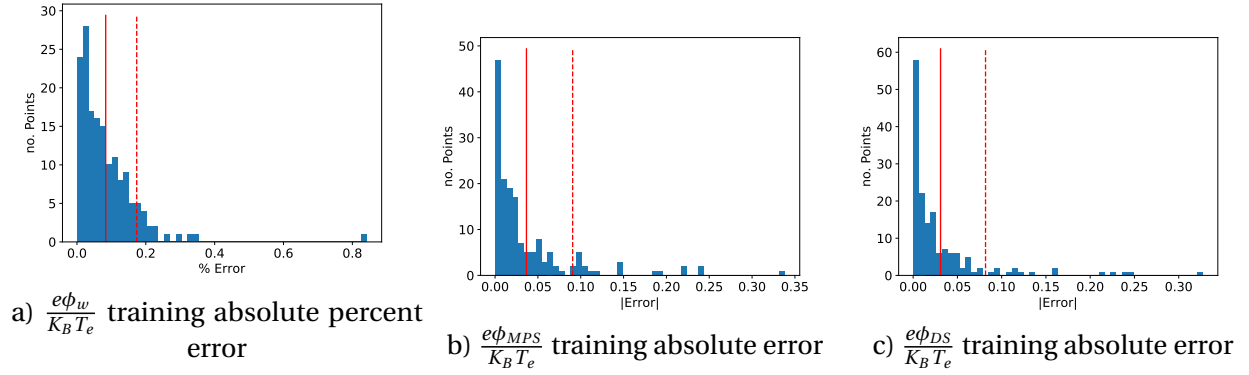 30
25
20
15
10
5
0
no. Points
0.0 0.2 0.4 0.6 0.8
% Error
a) eϕ_w / K_B T_e training absolute percent
error
50
40
30
20
10
0
no. Points
0.00 0.05 0.10 0.15 0.20 0.25 0.30 0.35
|Error|
b) eϕ_MPS / K_B T_e training absolute error
60
50
40
30
20
10
0
no. Points
0.00 0.05 0.10 0.15 0.20 0.25 0.30
|Error|
c) eϕ_DS / K_B T_e training absolute error